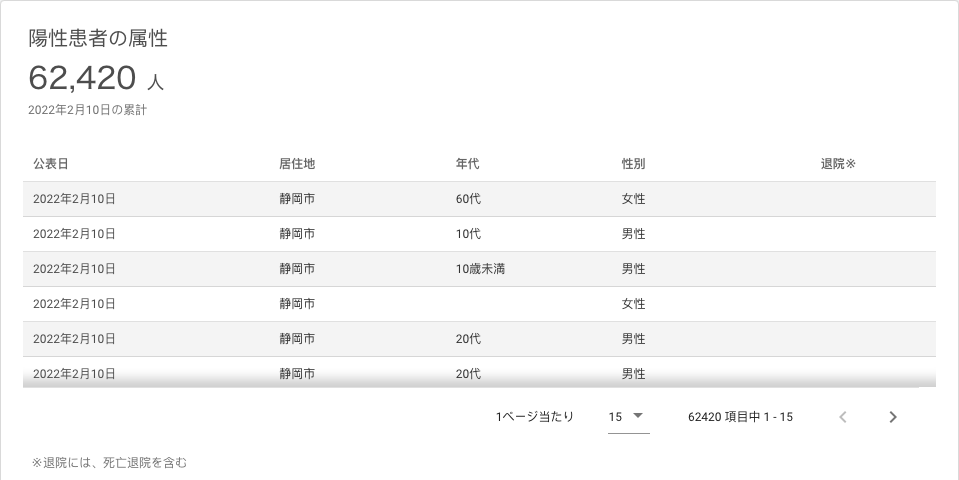 陽性患者の属性
62,420 人
2022年2月10日の累計
公表日 居住地 年代 性別 退院※
2022年2月10日 静岡市 60代 女性
2022年2月10日 静岡市 10代 男性
2022年2月10日 静岡市 10歳未満 男性
2022年2月10日 静岡市 女性
2022年2月10日 静岡市 20代 男性
2022年2月10日 静岡市 20代 男性
1ページ当たり 15 62420 項目中 1 - 15
※退院には、死亡退院を含む